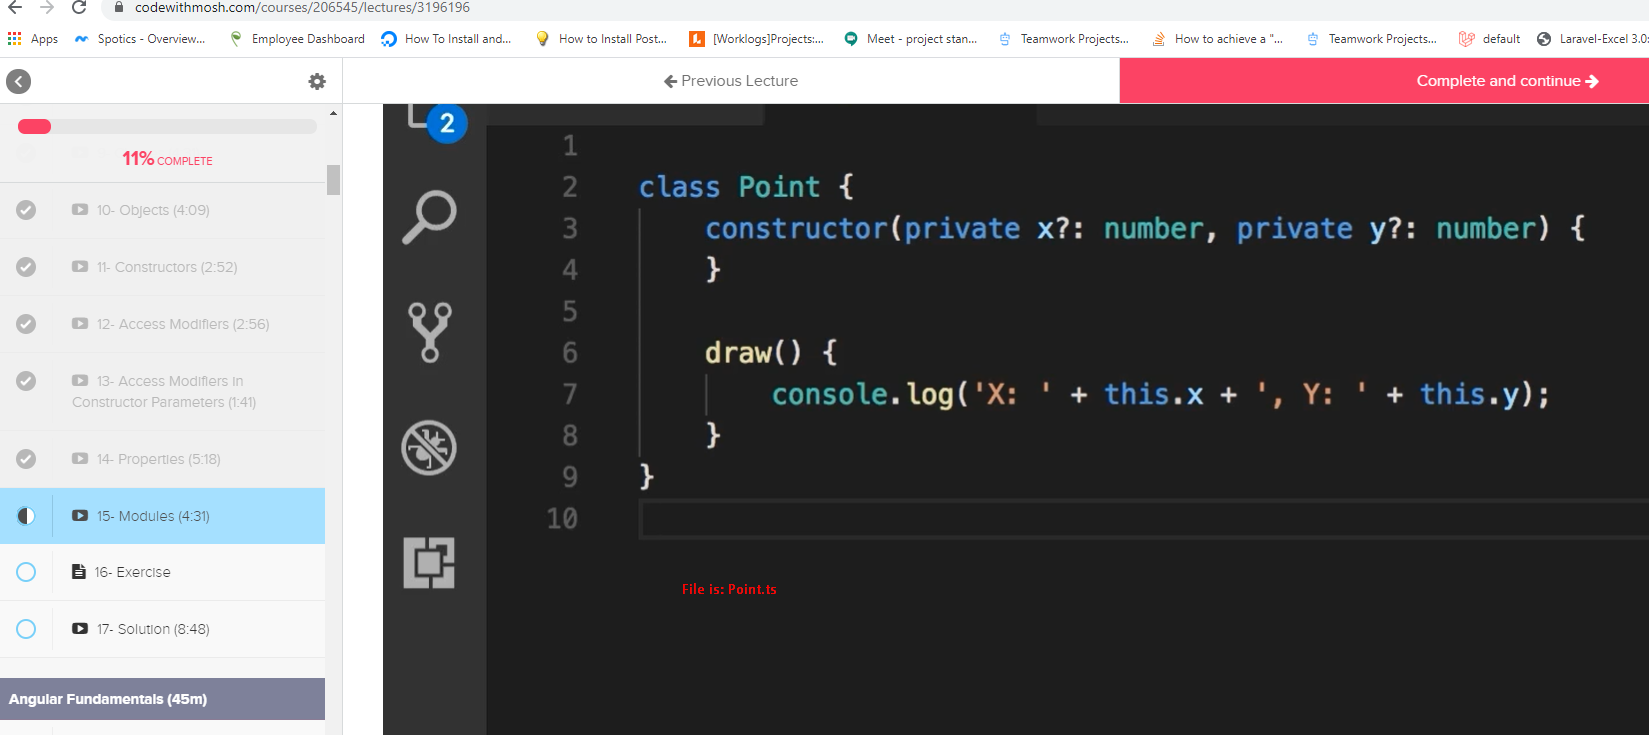 codewithmosh.com/courses/206545/lectures/3196196
Apps Spotics - Overview... Employee Dashboard How To Install and... How to Install Post... [Worklogs]Projects:... Meet - project stan... Teamwork Projects... How to achieve a "... Teamwork Projects... default Laravel-Excel 3.0:
Previous Lecture Complete and continue
11% COMPLETE
10- Objects (4:09)
11- Constructors (2:52)
12- Access Modifiers (2:56)
13- Access Modifiers in
Constructor Parameters (1:41)
14- Properties (5:18)
15- Modules (4:31)
16- Exercise
17- Solution (8:48)
Angular Fundamentals (45m)
2
1
2 class Point {
3 constructor(private x?: number, private y?: number) {
4 }
5
6 draw() {
7 console.log('X: ' + this.x + ', Y: ' + this.y);
8 }
9 }
10
File is: Point.ts